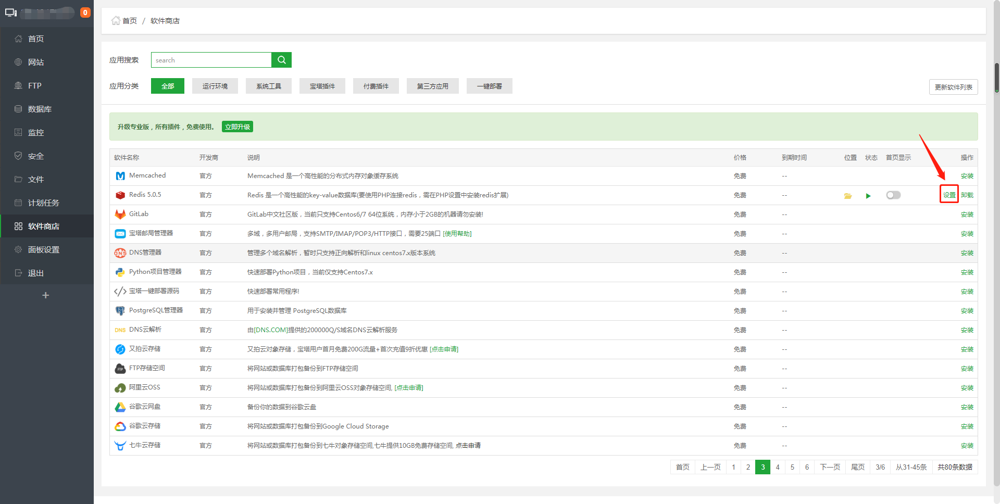 0
首页 / 软件商店
首页
网站
FTP
数据库
监控
安全
文件
计划任务
软件商店
面板设置
退出
+
应用搜索 search
应用分类 全部 运行环境 系统工具 宝塔插件 付费插件 第三方应用 一键部署 更新软件列表
升级专业版，所有插件，免费使用。 立即升级
软件名称 开发商 说明 价格 到期时间 位置 状态 首页显示 操作
Memcached 官方 Memcached 是一个高性能的分布式内存对象缓存系统 免费 -- 安装
Redis 5.0.5 官方 Redis 是一个高性能的key-value数据库(要使用PHP连接redis，需在PHP设置中安装redis扩展) 免费 -- 设置 卸载
GitLab 官方 GitLab中文社区版，当前只支持Centos6/7 64位系统，内存小于2GB的机器请勿安装! 免费 -- 安装
宝塔邮局管理器 官方 多域，多用户邮局，支持SMTP/IMAP/POP3/HTTP接口，需要25端口 [使用帮助] 免费 -- 安装
DNS管理器 官方 管理多个域名解析，暂时只支持正向解析和linux centos7.x版本系统 免费 -- 安装
Python项目管理器 官方 快速部署Python项目，当前仅支持Centos7.x 免费 -- 安装
宝塔一键部署源码 官方 快速部署常用程序! 免费 -- 安装
PostgreSQL管理器 官方 用于安装并管理 PostgreSQL数据库 免费 -- 安装
DNS DNS云解析 官方 由[DNS.COM]提供的200000Q/S域名DNS云解析服务 免费 -- 安装
又拍云存储 官方 又拍云对象存储，宝塔用户首月免费200G流量+首次充值9折优惠 [点击申请] 免费 -- 安装
FTP FTP存储空间 官方 将网站或数据库打包备份到FTP存储空间 免费 -- 安装
阿里云OSS 官方 将网站或数据库打包备份到阿里云OSS对象存储空间, [点击申请] 免费 -- 安装
谷歌云网盘 官方 备份你的数据到谷歌云盘 免费 -- 安装
谷歌云存储 官方 将网站或数据库打包备份到Google Cloud Storage 免费 -- 安装
七牛云存储 官方 将网站或数据库打包备份到七牛对象存储空间,七牛提供10GB免费存储空间, 点击申请 免费 -- 安装
首页 上一页 1 2 3 4 5 6 下一页 尾页 3/6 从31-45条 共80条数据